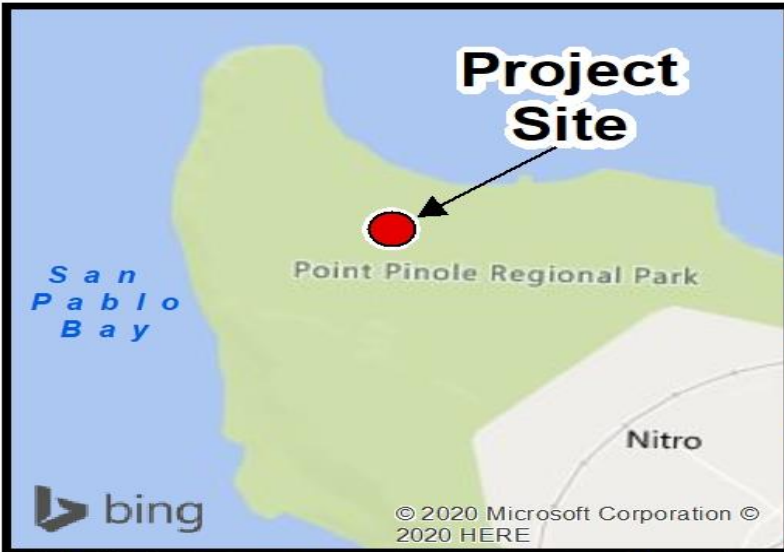 Project
Site
Point Pinole Regional Park
S a n
P a b l o
B a y
Nitro
bing
© 2020 Microsoft Corporation ©
2020 HERE